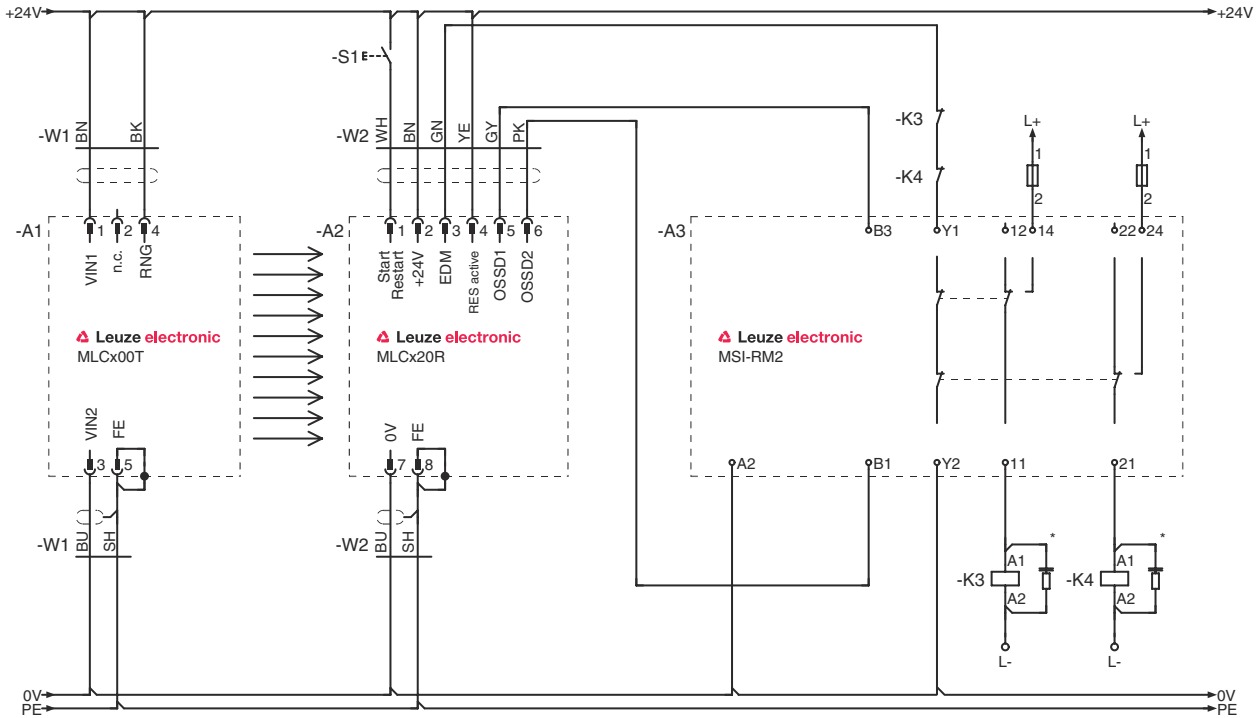 +24V
+24V
-S1
-W1
BN
BK
-W2
WH
BN
GN
YE
GY
PK
-K3
-K4
L+
1
2
L+
1
2
-A1
1
2
4
VIN1
n.c.
RNG
-A2
1
2
3
4
5
6
Start
Restart
+24V
EDM
RES active
OSSD1
OSSD2
-A3
B3
Y1
12
14
22
24
Leuze electronic
MLCx00T
Leuze electronic
MLCx20R
Leuze electronic
MSI-RM2
VIN2
FE
3
5
0V
FE
7
8
A2
B1
Y2
11
21
-W1
BU
SH
-W2
BU
SH
-K3
A1
A2
*
-K4
A1
A2
*
L-
L-
0V
0V
PE
PE